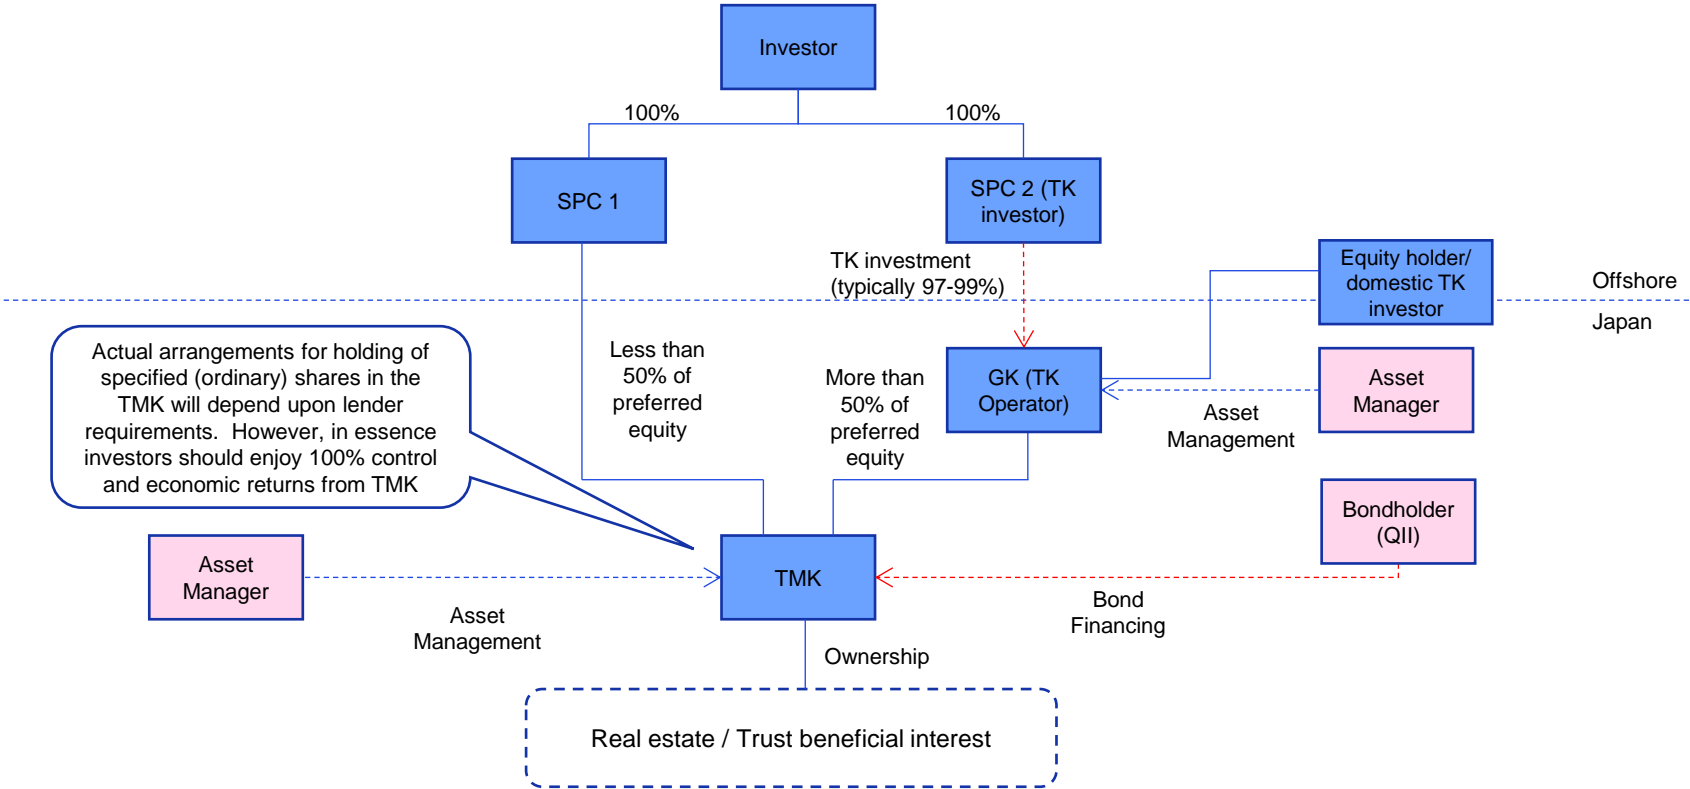 Investor
100%
100%
SPC 1
SPC 2 (TK
investor)
TK investment
(typically 97-99%)
Equity holder/
domestic TK
investor
Offshore
Japan
Actual arrangements for holding of
specified (ordinary) shares in the
TMK will depend upon lender
requirements.  However, in essence
investors should enjoy 100% control
and economic returns from TMK
Less than
50% of
preferred
equity
More than
50% of
preferred
equity
GK (TK
Operator)
Asset
Manager
Asset
Management
Bondholder
(QII)
Asset
Manager
TMK
Asset
Management
Bond
Financing
Ownership
Real estate / Trust beneficial interest